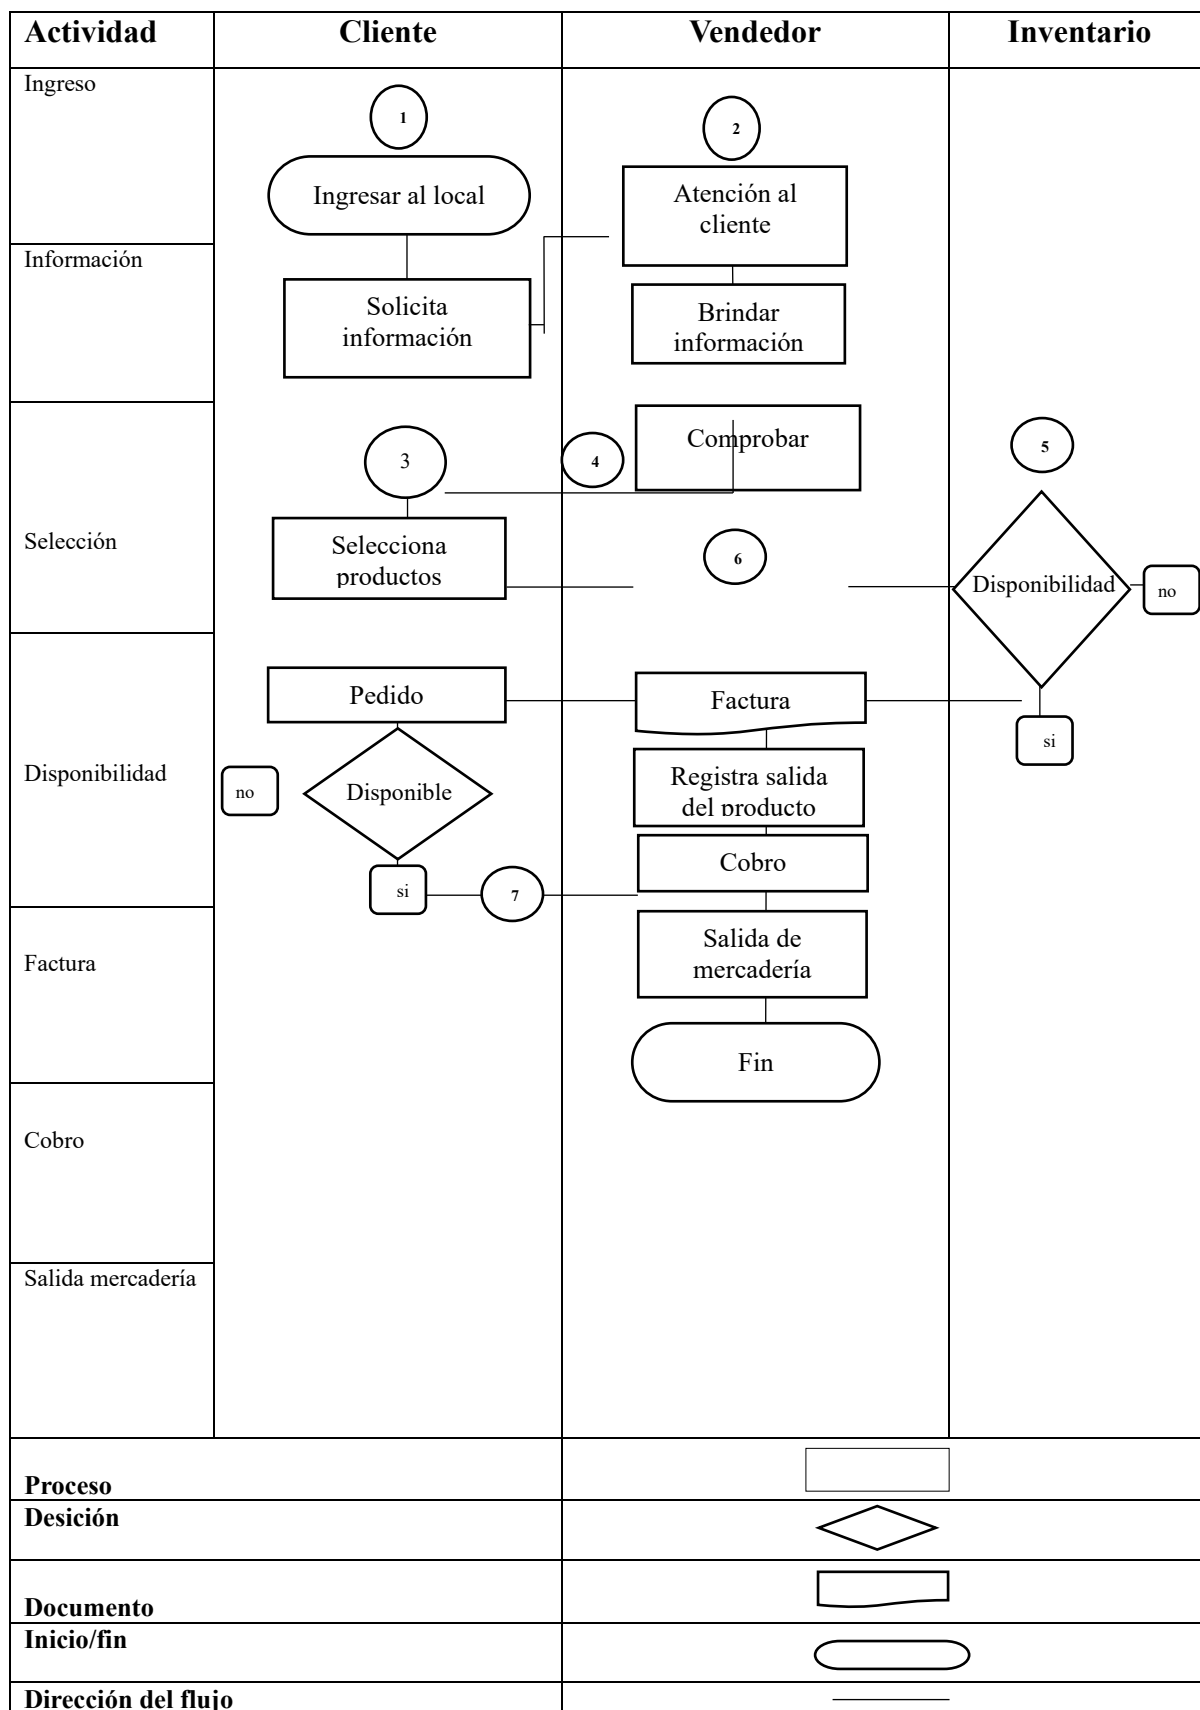 Actividad
Cliente
Vendedor
Inventario
Ingreso
1
2
Ingresar al local
Atención al
cliente
Información
Solicita
información
Brindar
información
Selección
3
4
Comprobar
5
Selecciona
productos
6
Disponibilidad
no
Disponibilidad
Pedido
Factura
si
no
Disponible
Registra salida
del producto
Cobro
si
7
Factura
Salida de
mercadería
Fin
Cobro
Salida mercadería
Proceso
Desición
Documento
Inicio/fin
Dirección del flujo